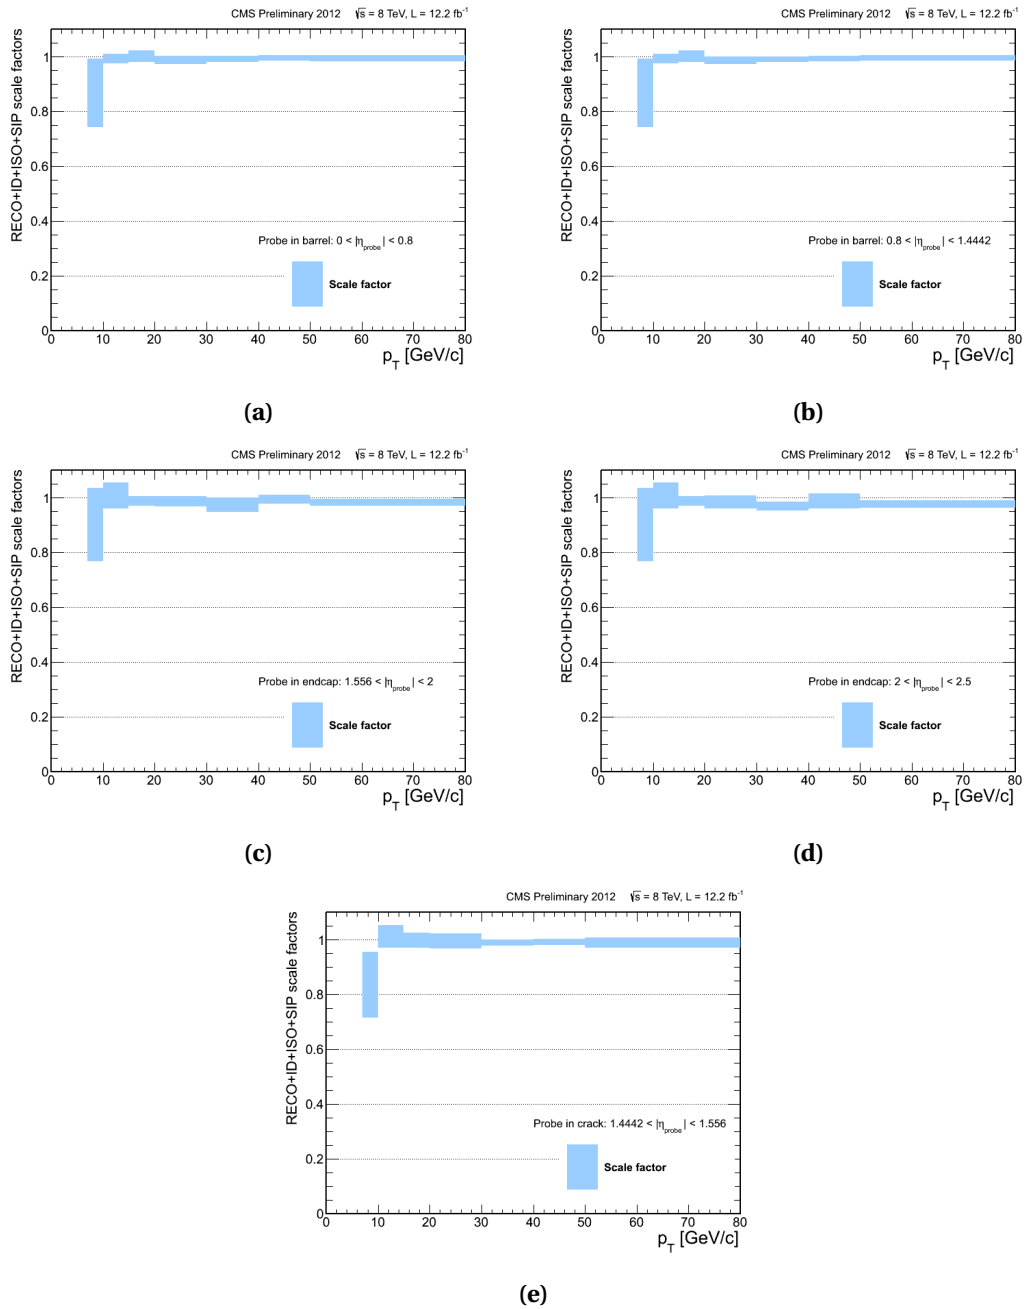 CMS Preliminary 2012 √s = 8 TeV, L = 12.2 fb⁻¹
RECO+ID+ISO+SIP scale factors
1
0.8
0.6
0.4
0.2
0
Probe in barrel: 0 < |η_probe| < 0.8
Scale factor
0 10 20 30 40 50 60 70 80
p_T [GeV/c]
(a)
CMS Preliminary 2012 √s = 8 TeV, L = 12.2 fb⁻¹
RECO+ID+ISO+SIP scale factors
1
0.8
0.6
0.4
0.2
0
Probe in barrel: 0.8 < |η_probe| < 1.4442
Scale factor
0 10 20 30 40 50 60 70 80
p_T [GeV/c]
(b)
CMS Preliminary 2012 √s = 8 TeV, L = 12.2 fb⁻¹
RECO+ID+ISO+SIP scale factors
1
0.8
0.6
0.4
0.2
0
Probe in endcap: 1.556 < |η_probe| < 2
Scale factor
0 10 20 30 40 50 60 70 80
p_T [GeV/c]
(c)
CMS Preliminary 2012 √s = 8 TeV, L = 12.2 fb⁻¹
RECO+ID+ISO+SIP scale factors
1
0.8
0.6
0.4
0.2
0
Probe in endcap: 2 < |η_probe| < 2.5
Scale factor
0 10 20 30 40 50 60 70 80
p_T [GeV/c]
(d)
CMS Preliminary 2012 √s = 8 TeV, L = 12.2 fb⁻¹
RECO+ID+ISO+SIP scale factors
1
0.8
0.6
0.4
0.2
0
Probe in crack: 1.4442 < |η_probe| < 1.556
Scale factor
0 10 20 30 40 50 60 70 80
p_T [GeV/c]
(e)